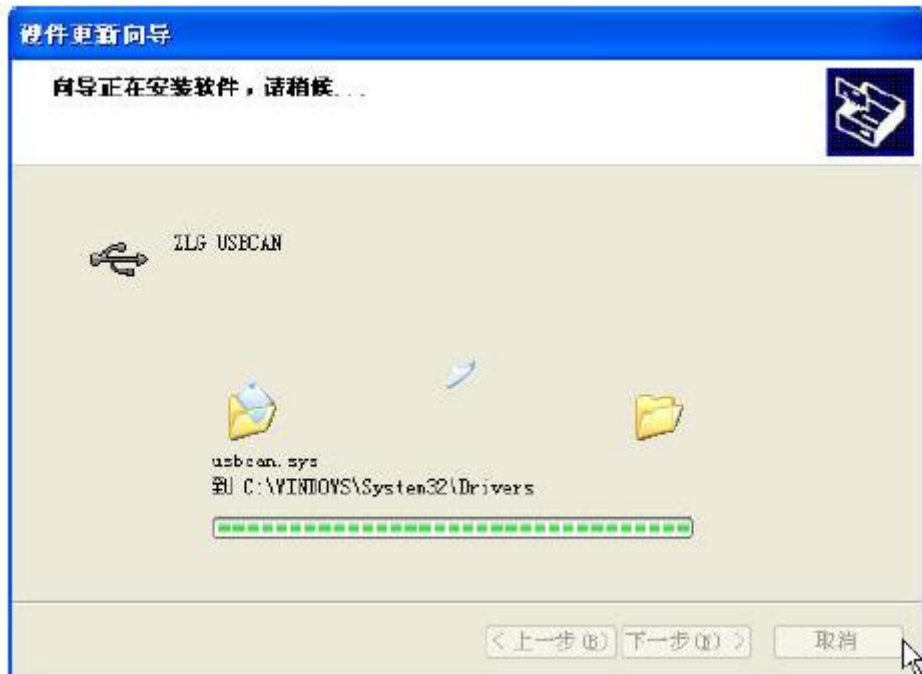 硬件更新向导
向导正在安装软件，请稍候...
ZLG USBCAN
usbcan.sys
到 C:\WINDOWS\System32\Drivers
< 上一步(B) 下一步(N) > 取消